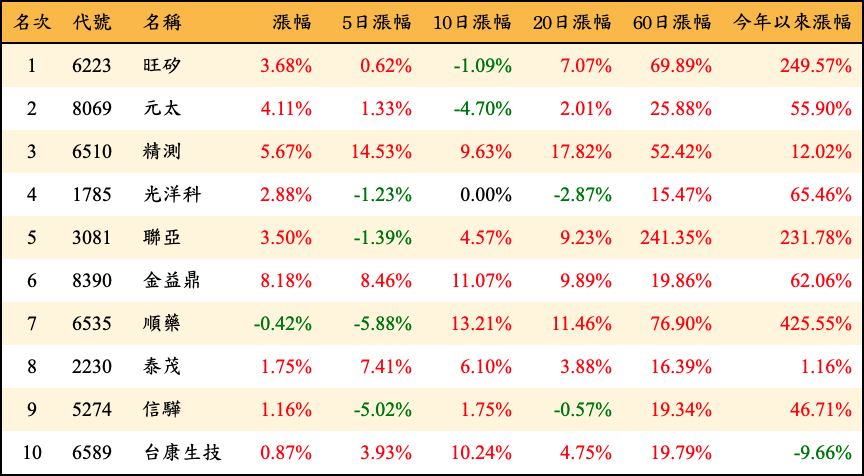 名次 代號 名稱 漲幅 5日漲幅 10日漲幅 20日漲幅 60日漲幅 今年以來漲幅
1 6223 旺矽 3.68% 0.62% -1.09% 7.07% 69.89% 249.57%
2 8069 元太 4.11% 1.33% -4.70% 2.01% 25.88% 55.90%
3 6510 精測 5.67% 14.53% 9.63% 17.82% 52.42% 12.02%
4 1785 光洋科 2.88% -1.23% 0.00% -2.87% 15.47% 65.46%
5 3081 聯亞 3.50% -1.39% 4.57% 9.23% 241.35% 231.78%
6 8390 金益鼎 8.18% 8.46% 11.07% 9.89% 19.86% 62.06%
7 6535 順藥 -0.42% -5.88% 13.21% 11.46% 76.90% 425.55%
8 2230 泰茂 1.75% 7.41% 6.10% 3.88% 16.39% 1.16%
9 5274 信驊 1.16% -5.02% 1.75% -0.57% 19.34% 46.71%
10 6589 台康生技 0.87% 3.93% 10.24% 4.75% 19.79% -9.66%